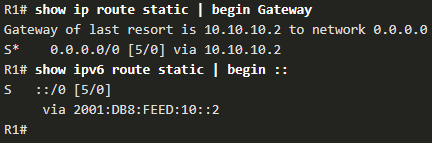 R1# show ip route static | begin Gateway
Gateway of last resort is 10.10.10.2 to network 0.0.0.0
S*    0.0.0.0/0 [5/0] via 10.10.10.2
R1# show ipv6 route static | begin ::
S   ::/0 [5/0]
     via 2001:DB8:FEED:10::2
R1#